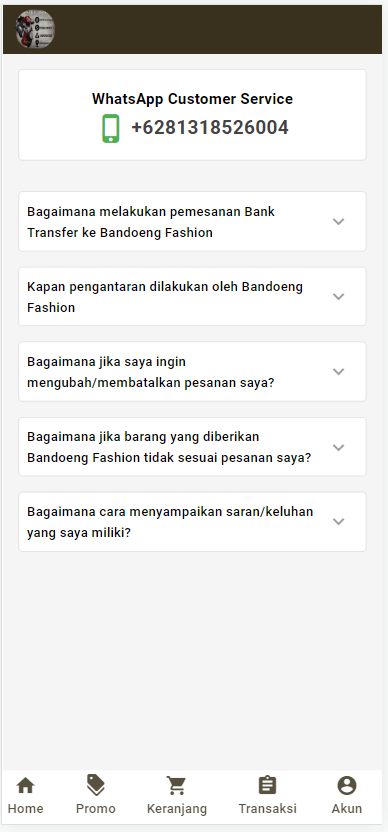 WhatsApp Customer Service
+6281318526004
Bagaimana melakukan pemesanan Bank
Transfer ke Bandoeng Fashion
Kapan pengantaran dilakukan oleh Bandoeng
Fashion
Bagaimana jika saya ingin
mengubah/membatalkan pesanan saya?
Bagaimana jika barang yang diberikan
Bandoeng Fashion tidak sesuai pesanan saya?
Bagaimana cara menyampaikan saran/keluhan
yang saya miliki?
Home Promo Keranjang Transaksi Akun